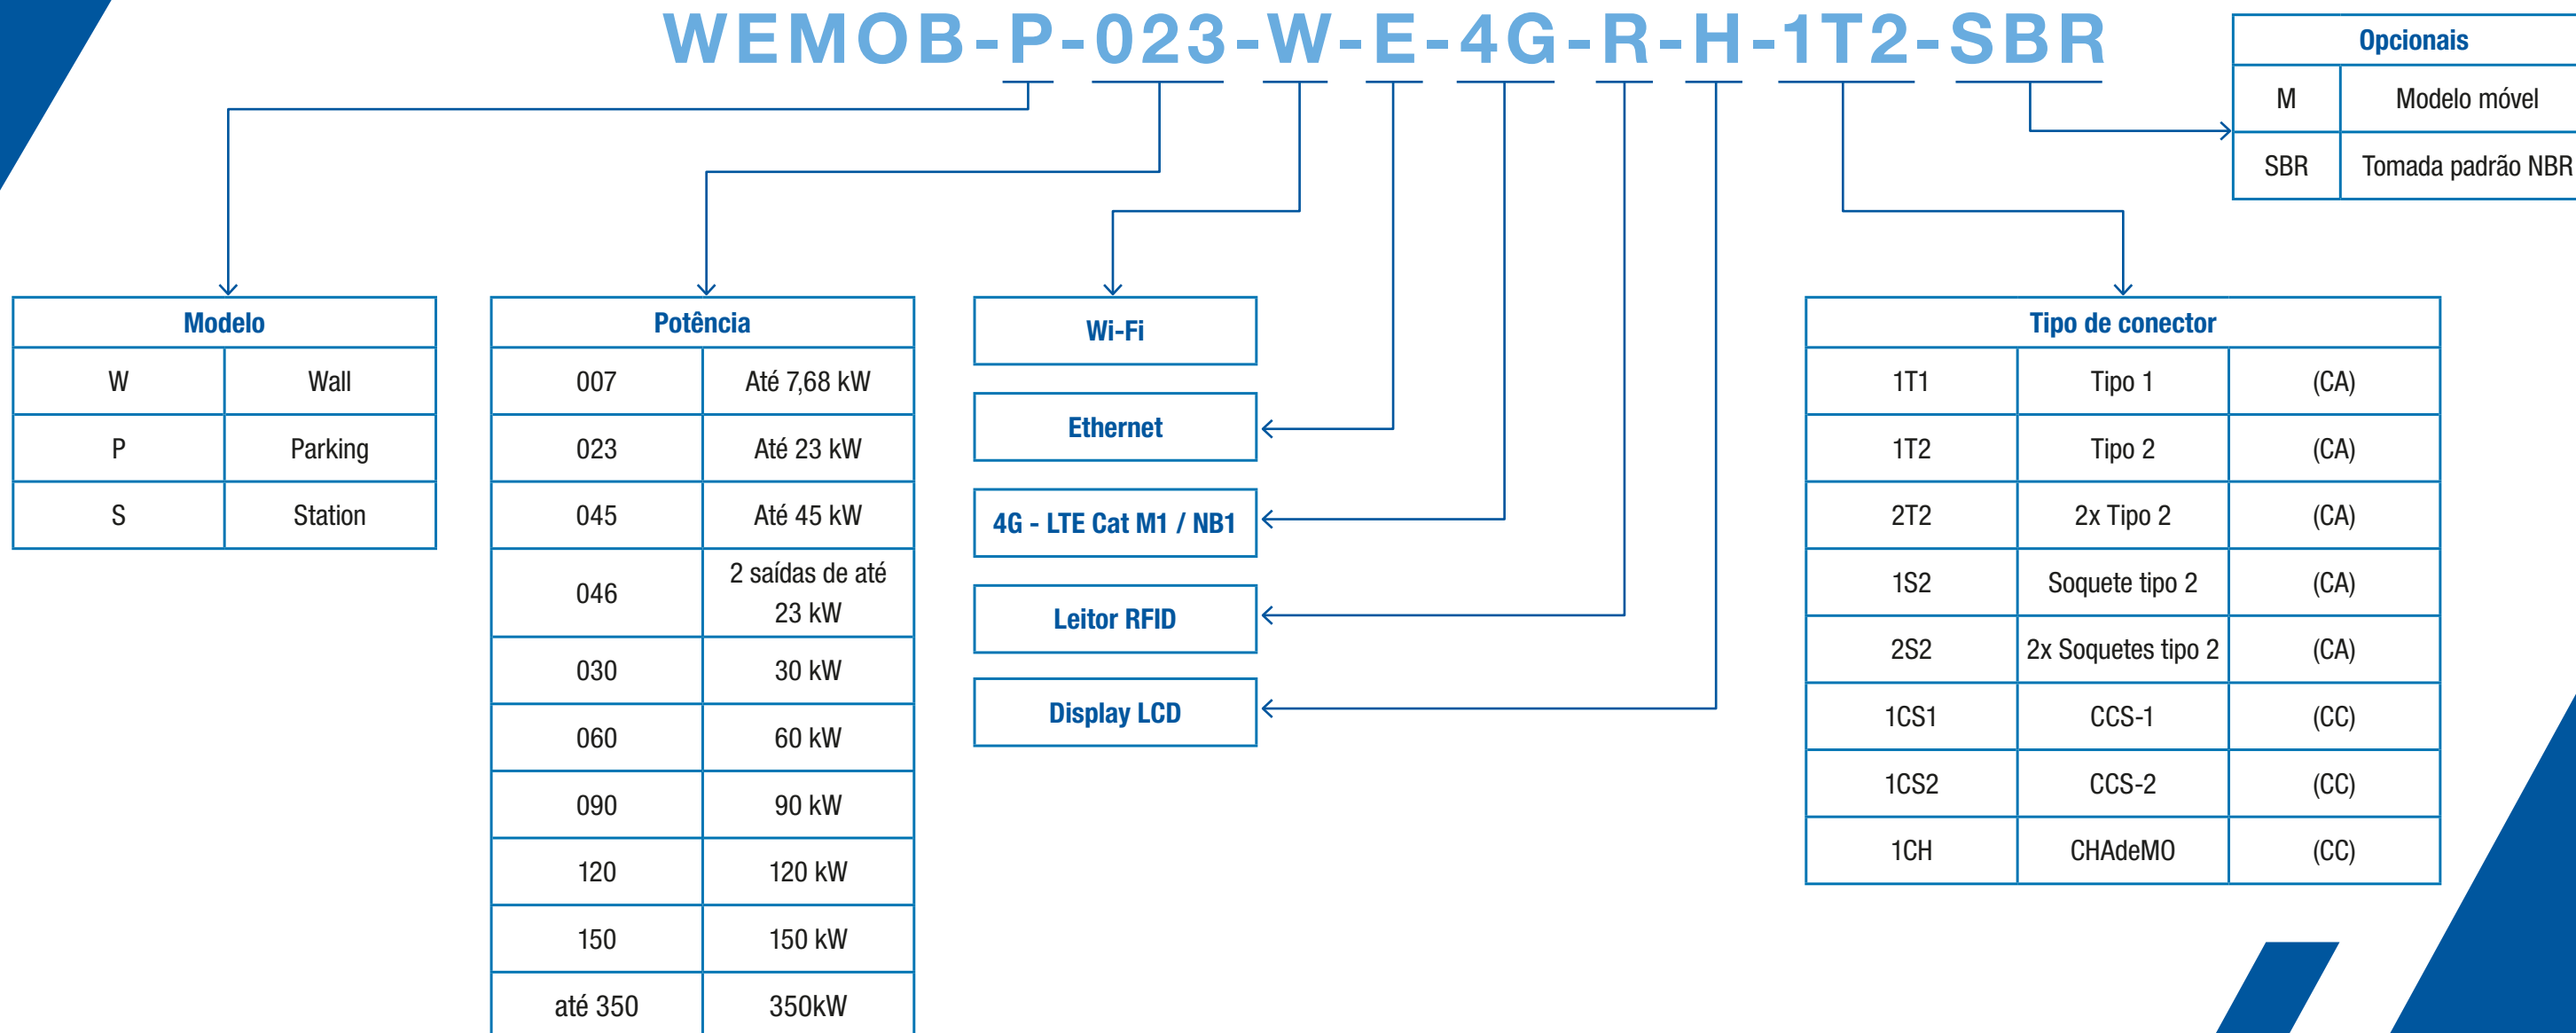 WEMOB-P-023-W-E-4G-R-H-1T2-SBR
Opcionais
M Modelo móvel
SBR Tomada padrão NBR
Modelo
W Wall
P Parking
S Station
Potência
007 Até 7,68 kW
023 Até 23 kW
045 Até 45 kW
046 2 saídas de até
23 kW
030 30 kW
060 60 kW
090 90 kW
120 120 kW
150 150 kW
até 350 350kW
Wi-Fi
Ethernet
4G - LTE Cat M1 / NB1
Leitor RFID
Display LCD
Tipo de conector
1T1 Tipo 1 (CA)
1T2 Tipo 2 (CA)
2T2 2x Tipo 2 (CA)
1S2 Soquete tipo 2 (CA)
2S2 2x Soquetes tipo 2 (CA)
1CS1 CCS-1 (CC)
1CS2 CCS-2 (CC)
1CH CHAdeMO (CC)